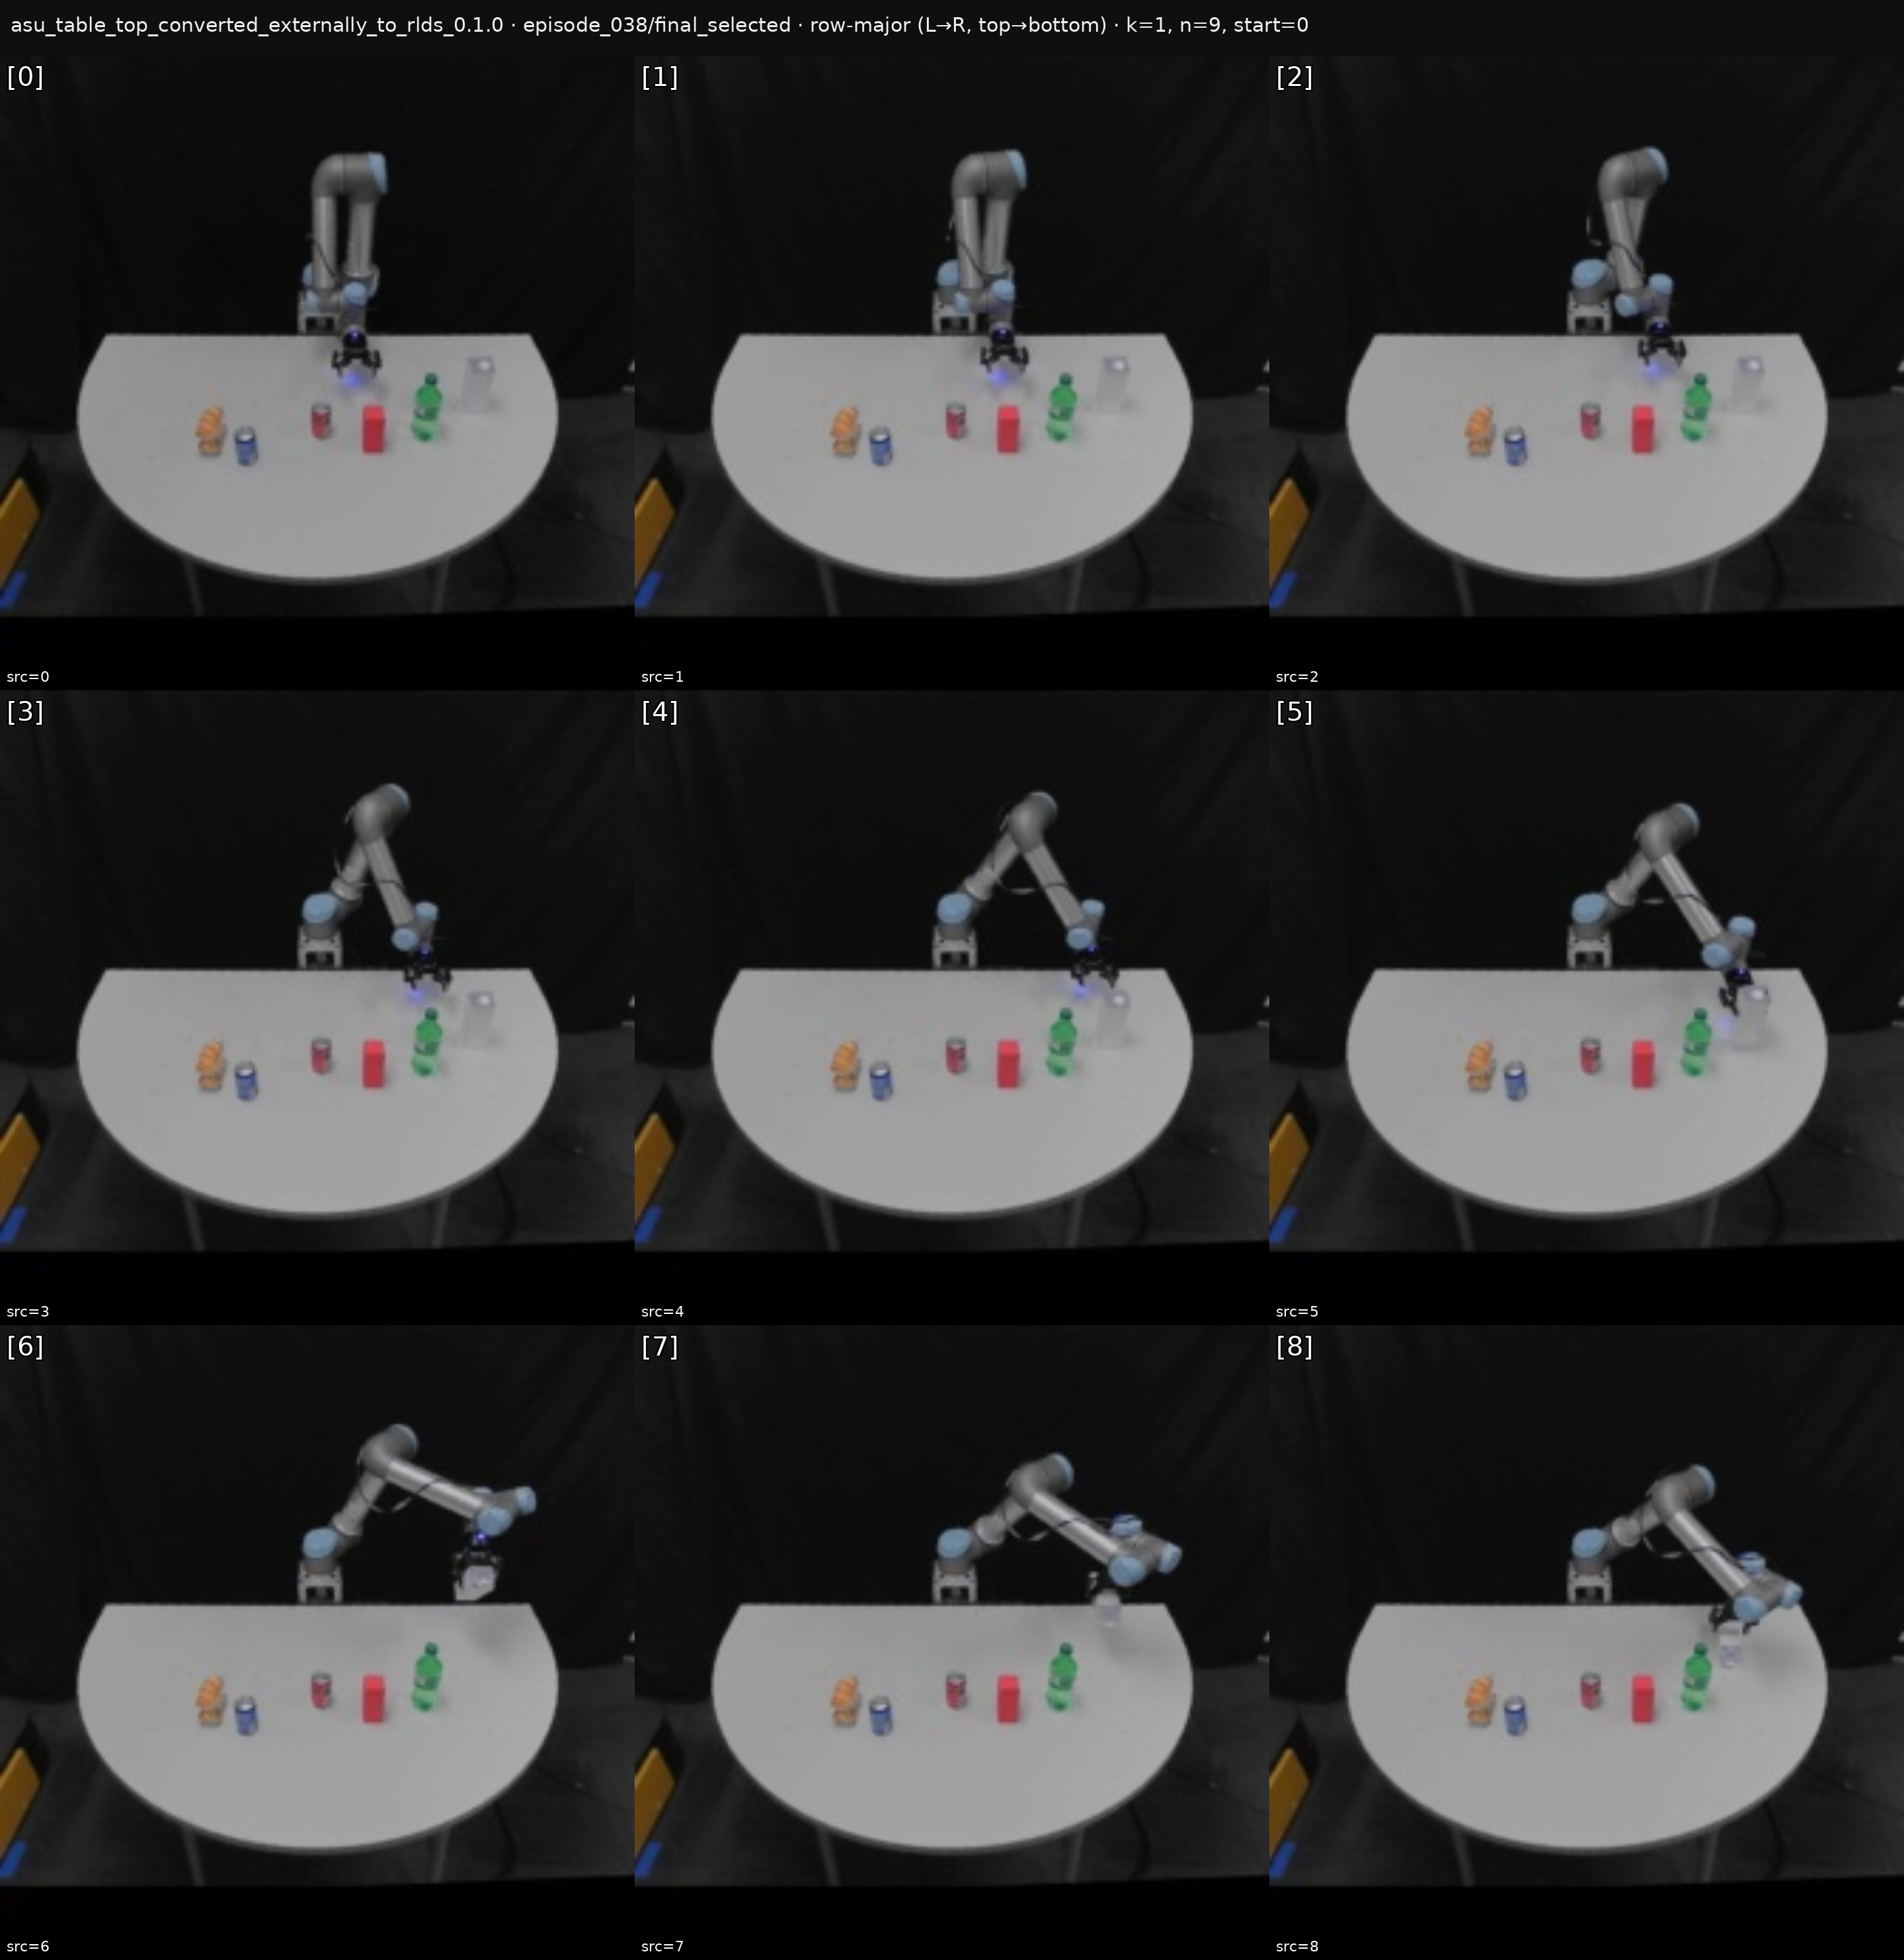 asu_table_top_converted_externally_to_rlds_0.1.0 · episode_038/final_selected · row-major (L→R, top→bottom) · k=1, n=9, start=0
[0]
[1]
[2]
src=0
src=1
src=2
[3]
[4]
[5]
src=3
src=4
src=5
[6]
[7]
[8]
src=6
src=7
src=8